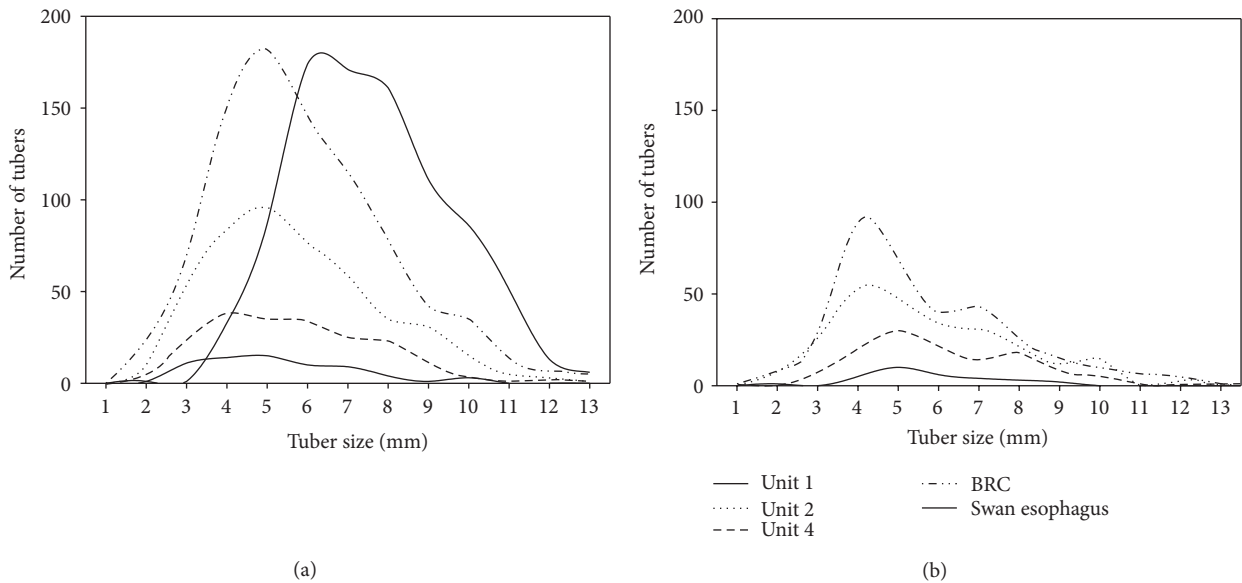 200
150
100
50
0
Number of tubers
1 2 3 4 5 6 7 8 9 10 11 12 13
Tuber size (mm)
(a)
200
150
100
50
0
Number of tubers
1 2 3 4 5 6 7 8 9 10 11 12 13
Tuber size (mm)
Unit 1
Unit 2
Unit 4
BRC
Swan esophagus
(b)